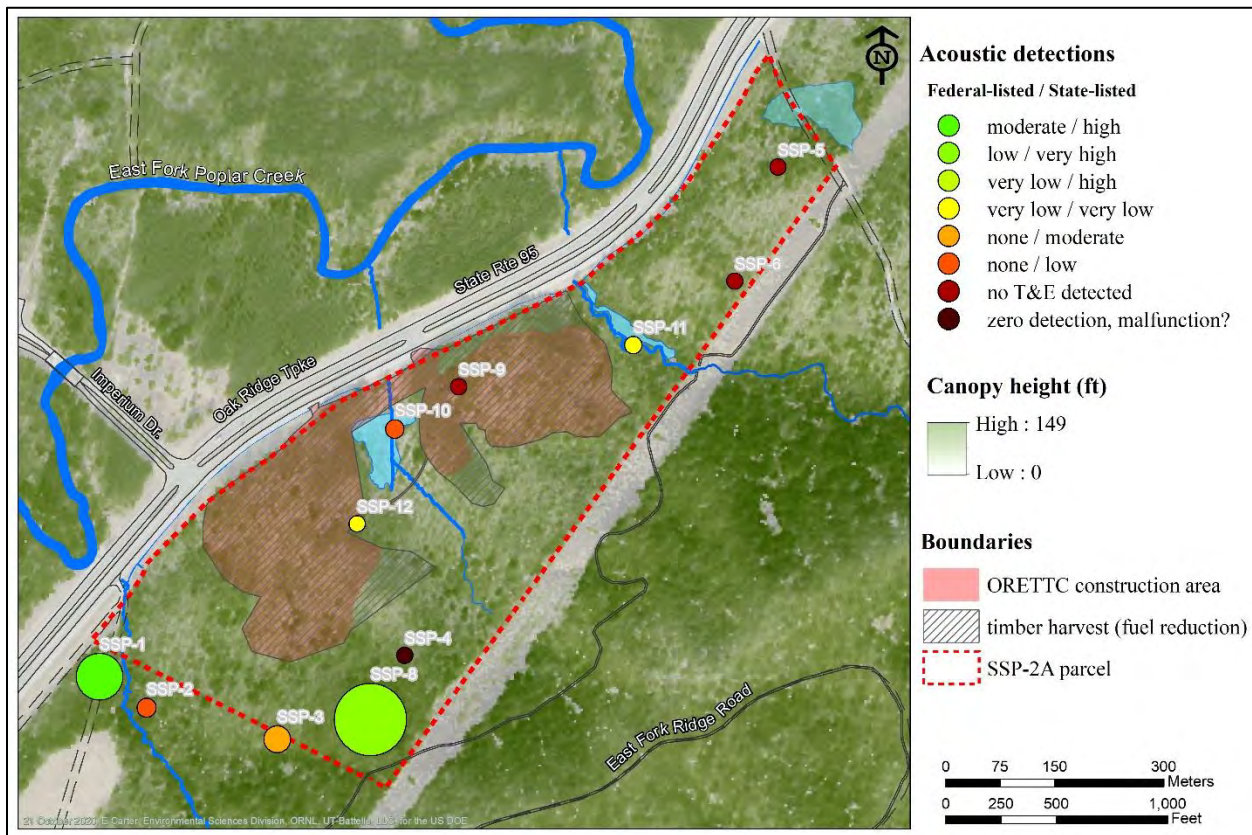 N
East Fork Poplar Creek
State Rte 95
Oak Ridge Tpke
Imperium Dr.
East Fork Ridge Road
SSP-5
SSP-6
SSP-11
SSP-9
SSP-10
SSP-12
SSP-4
SSP-1
SSP-8
SSP-2
SSP-3
21 October 2020, E Carter, Environmental Sciences Division, ORNL, UT-Battelle, LLC, for the US DOE
Acoustic detections
Federal-listed / State-listed
moderate / high
low / very high
very low / high
very low / very low
none / moderate
none / low
no T&E detected
zero detection, malfunction?
Canopy height (ft)
High : 149
Low : 0
Boundaries
ORETTC construction area
timber harvest (fuel reduction)
SSP-2A parcel
0 75 150 300
Meters
0 250 500 1,000
Feet